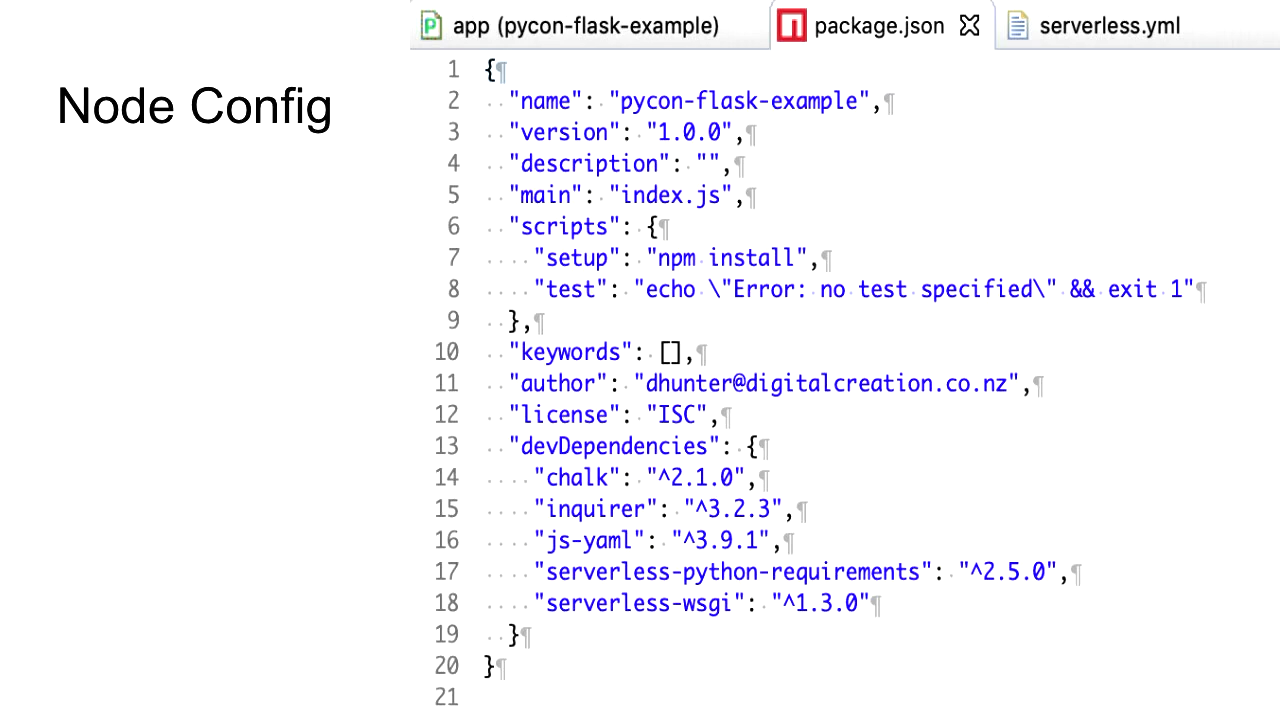 Node Config
app (pycon-flask-example) package.json serverless.yml
1 {¶
2 ··"name":·"pycon-flask-example",¶
3 ··"version":·"1.0.0",¶
4 ··"description":·"",¶
5 ··"main":·"index.js",¶
6 ··"scripts":·{¶
7 ····"setup":·"npm·install",¶
8 ····"test":·"echo·\"Error:·no·test·specified\"·&&·exit·1"¶
9 ··},¶
10 ··"keywords":·[],¶
11 ··"author":·"dhunter@digitalcreation.co.nz",¶
12 ··"license":·"ISC",¶
13 ··"devDependencies":·{¶
14 ····"chalk":·"^2.1.0",¶
15 ····"inquirer":·"^3.2.3",¶
16 ····"js-yaml":·"^3.9.1",¶
17 ····"serverless-python-requirements":·"^2.5.0",¶
18 ····"serverless-wsgi":·"^1.3.0"¶
19 ··}¶
20 }¶
21